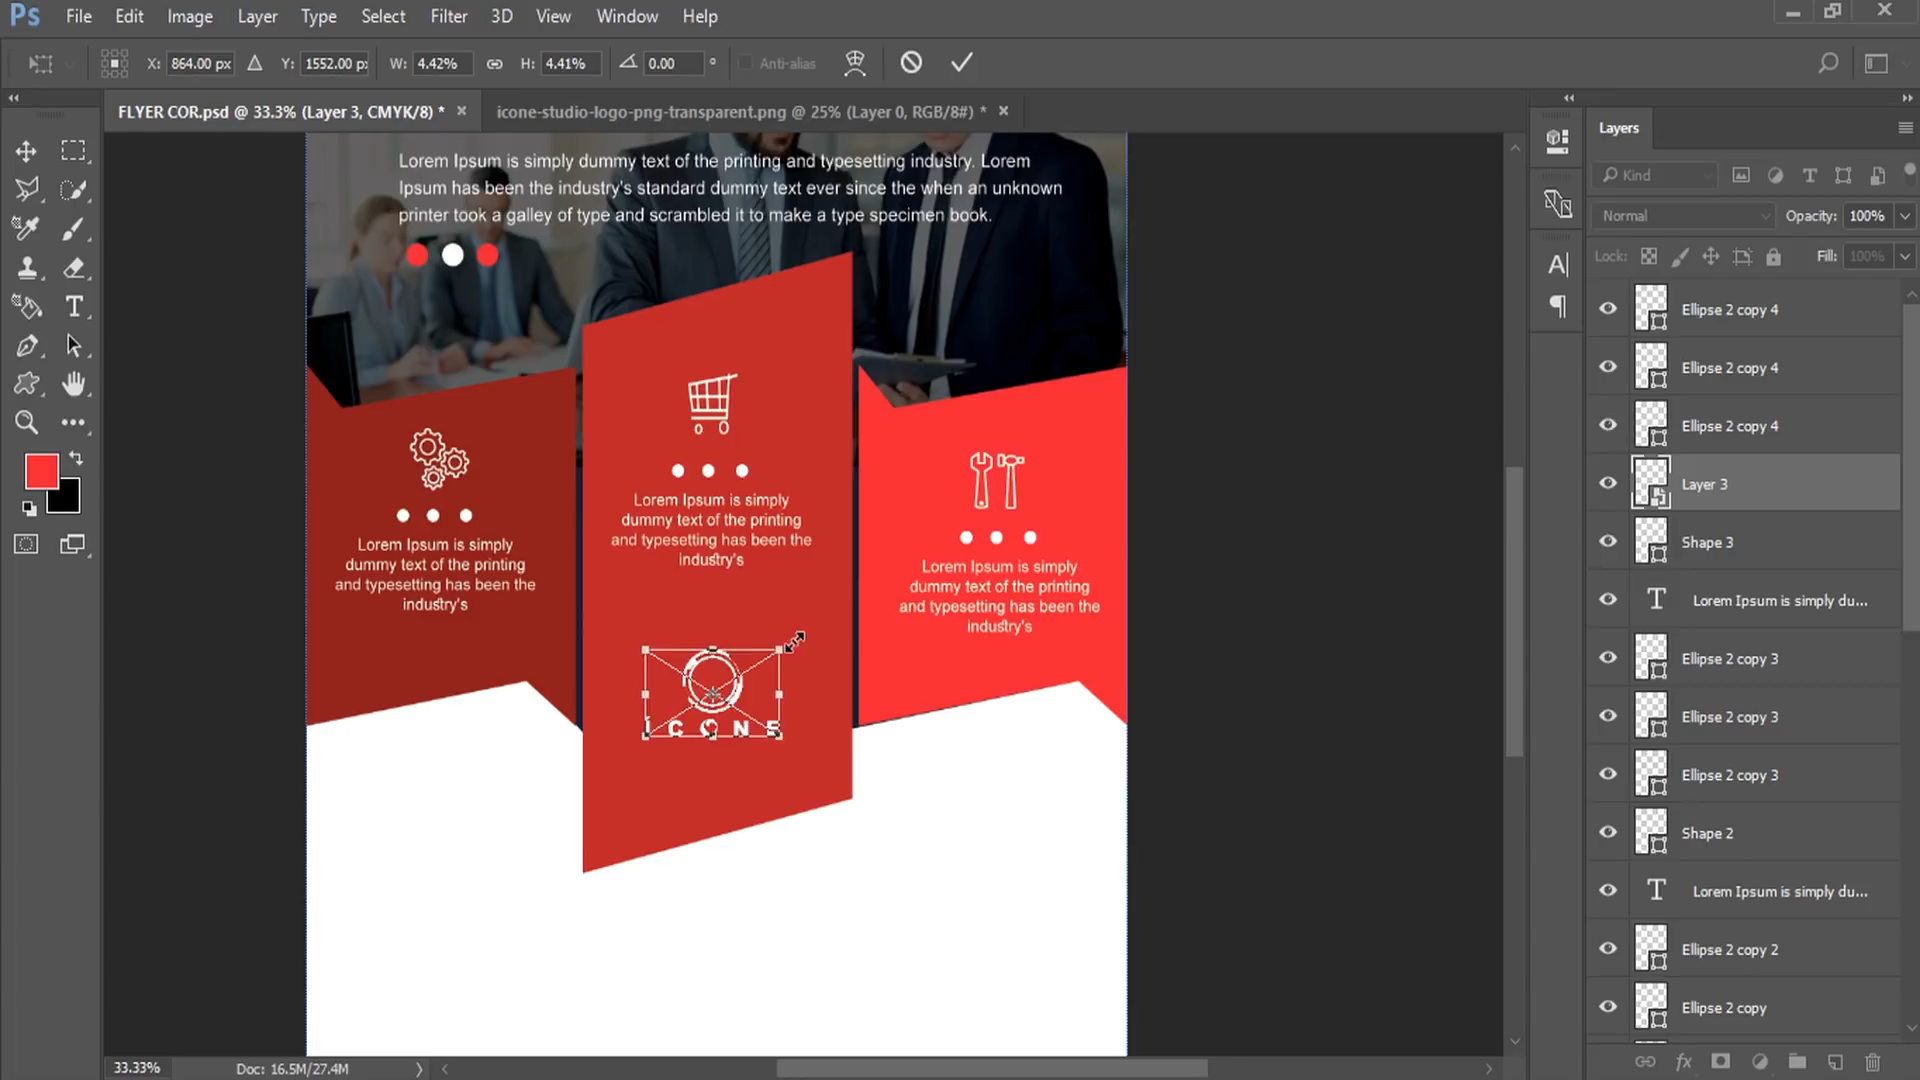 Ps File Edit Image Layer Type Select Filter 3D View Window Help
X: 864.00 px Y: 1552.00 px W: 4.42% H: 4.41% 0.00 ° Anti-alias
FLYER COR.psd @ 33.3% (Layer 3, CMYK/8) * icone-studio-logo-png-transparent.png @ 25% (Layer 0, RGB/8#) *
Lorem Ipsum is simply dummy text of the printing and typesetting industry. Lorem
Ipsum has been the industry's standard dummy text ever since the when an unknown
printer took a galley of type and scrambled it to make a type specimen book.
Lorem Ipsum is simply
dummy text of the printing
and typesetting has been the
industry's
Lorem Ipsum is simply
dummy text of the printing
and typesetting has been the
industry's
Lorem Ipsum is simply
dummy text of the printing
and typesetting has been the
industry's
ICONE
Layers
Kind
Normal Opacity: 100%
Lock: Fill: 100%
Ellipse 2 copy 4
Ellipse 2 copy 4
Ellipse 2 copy 4
Layer 3
Shape 3
T Lorem Ipsum is simply du...
Ellipse 2 copy 3
Ellipse 2 copy 3
Ellipse 2 copy 3
Shape 2
T Lorem Ipsum is simply du...
Ellipse 2 copy 2
Ellipse 2 copy
fx
33.33% Doc: 16.5M/27.4M